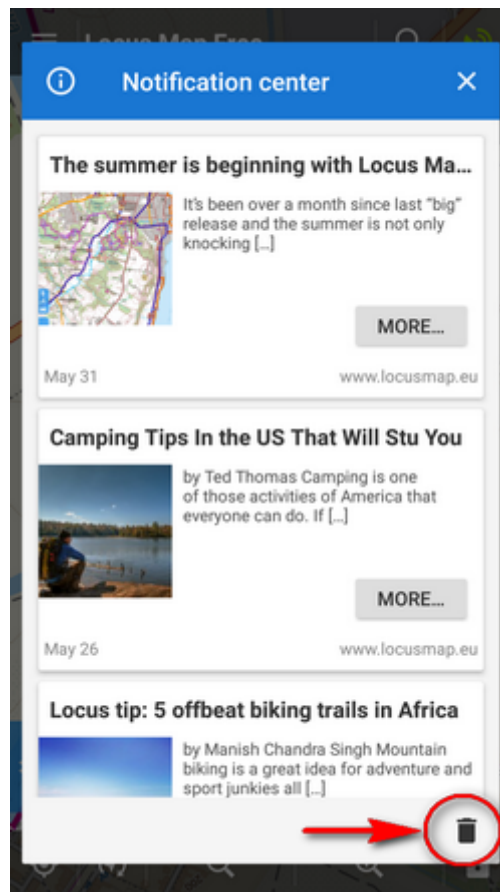 Locus Map Free
Notification center
The summer is beginning with Locus Ma...
It's been over a month since last "big"
release and the summer is not only
knocking [...]
MORE...
May 31
www.locusmap.eu
Camping Tips In the US That Will Stu You
by Ted Thomas Camping is one
of those activities of America that
everyone can do. If [...]
MORE...
May 26
www.locusmap.eu
Locus tip: 5 offbeat biking trails in Africa
by Manish Chandra Singh Mountain
biking is a great idea for adventure and
sport junkies all [...]